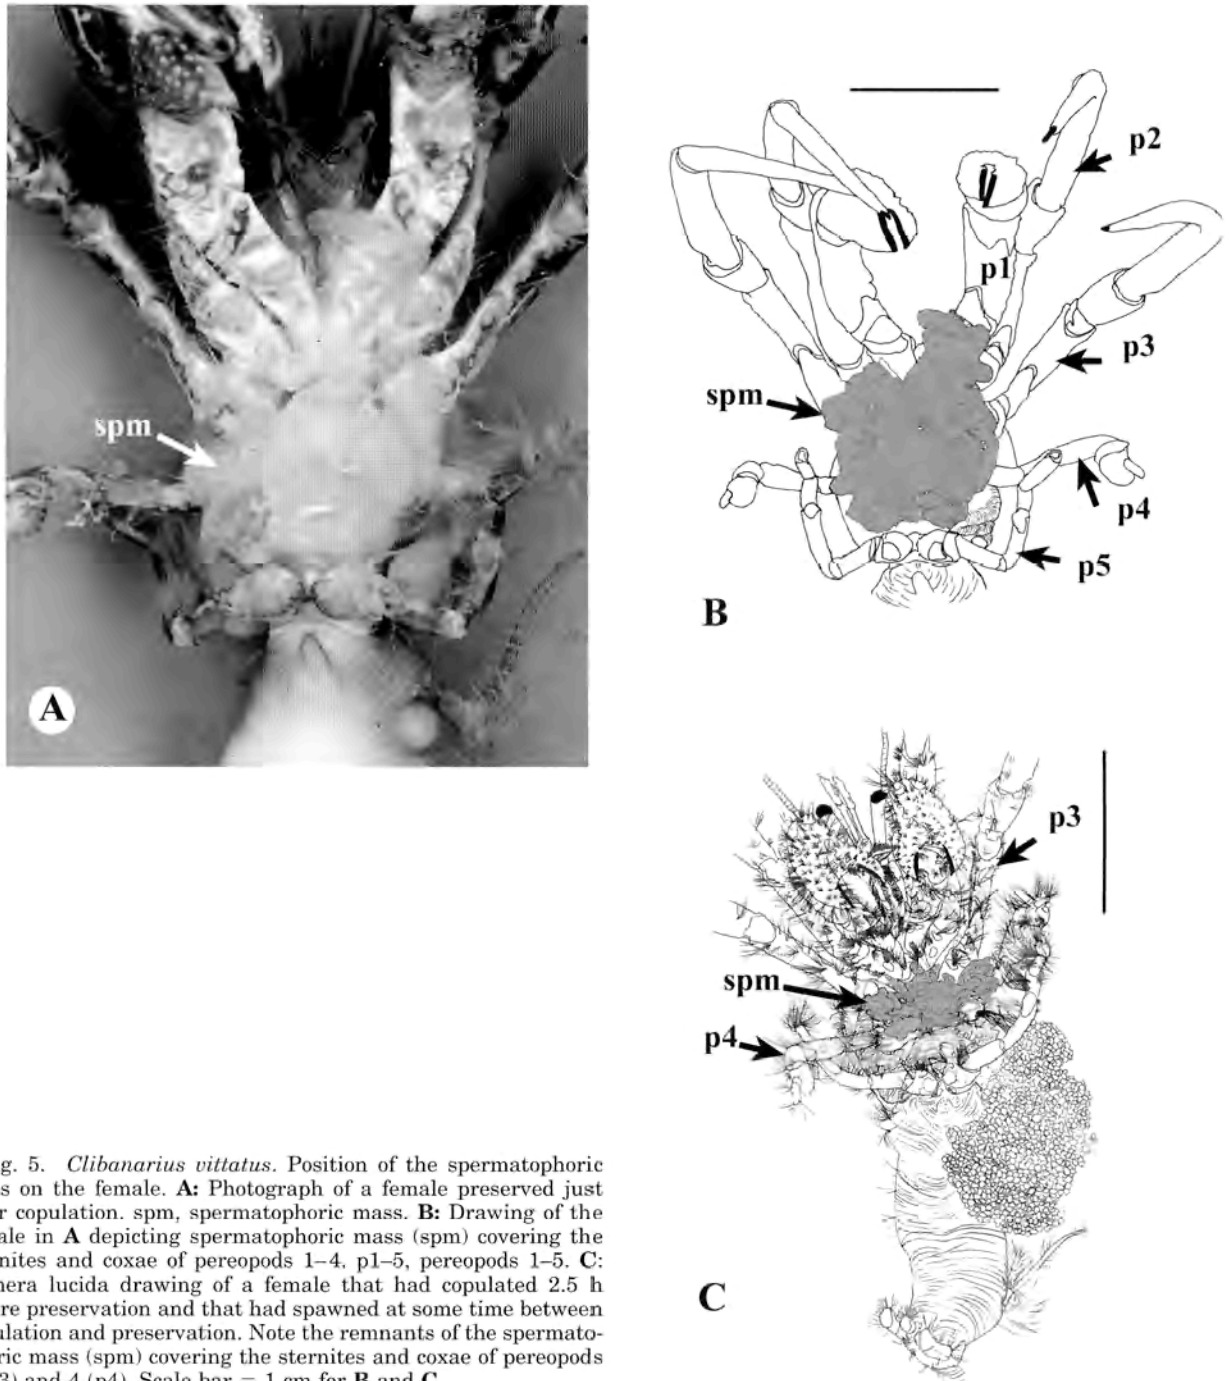 spm
A
p2
p1
p3
spm
p4
p5
B
p3
spm
p4
C
g. 5. Clibanarius vittatus. Position of the spermatophoric
s on the female. A: Photograph of a female preserved just
r copulation. spm, spermatophoric mass. B: Drawing of the
ale in A depicting spermatophoric mass (spm) covering the
nites and coxae of pereopods 1–4. p1–5, pereopods 1–5. C:
nera lucida drawing of a female that had copulated 2.5 h
re preservation and that had spawned at some time between
ulation and preservation. Note the remnants of the spermato-
ric mass (spm) covering the sternites and coxae of pereopods
3) and 4 (p4). Scale bar = 1 cm for B and C.